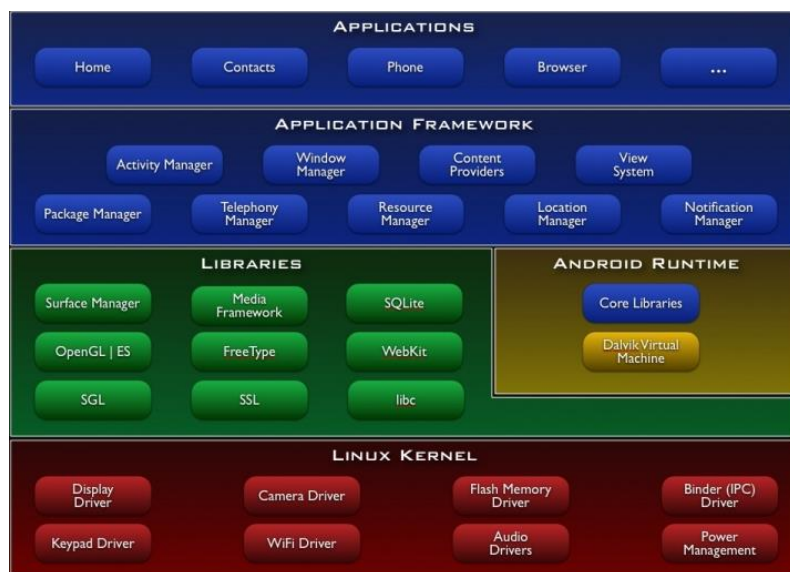 APPLICATIONS
Home
Contacts
Phone
Browser
...
APPLICATION FRAMEWORK
Activity Manager
Window
Manager
Content
Providers
View
System
Package Manager
Telephony
Manager
Resource
Manager
Location
Manager
Notification
Manager
LIBRARIES
Surface Manager
Media
Framework
SQLite
OpenGL | ES
FreeType
WebKit
SGL
SSL
libc
ANDROID RUNTIME
Core Libraries
Dalvik Virtual
Machine
LINUX KERNEL
Display
Driver
Camera Driver
Flash Memory
Driver
Binder (IPC)
Driver
Keypad Driver
WiFi Driver
Audio
Drivers
Power
Management